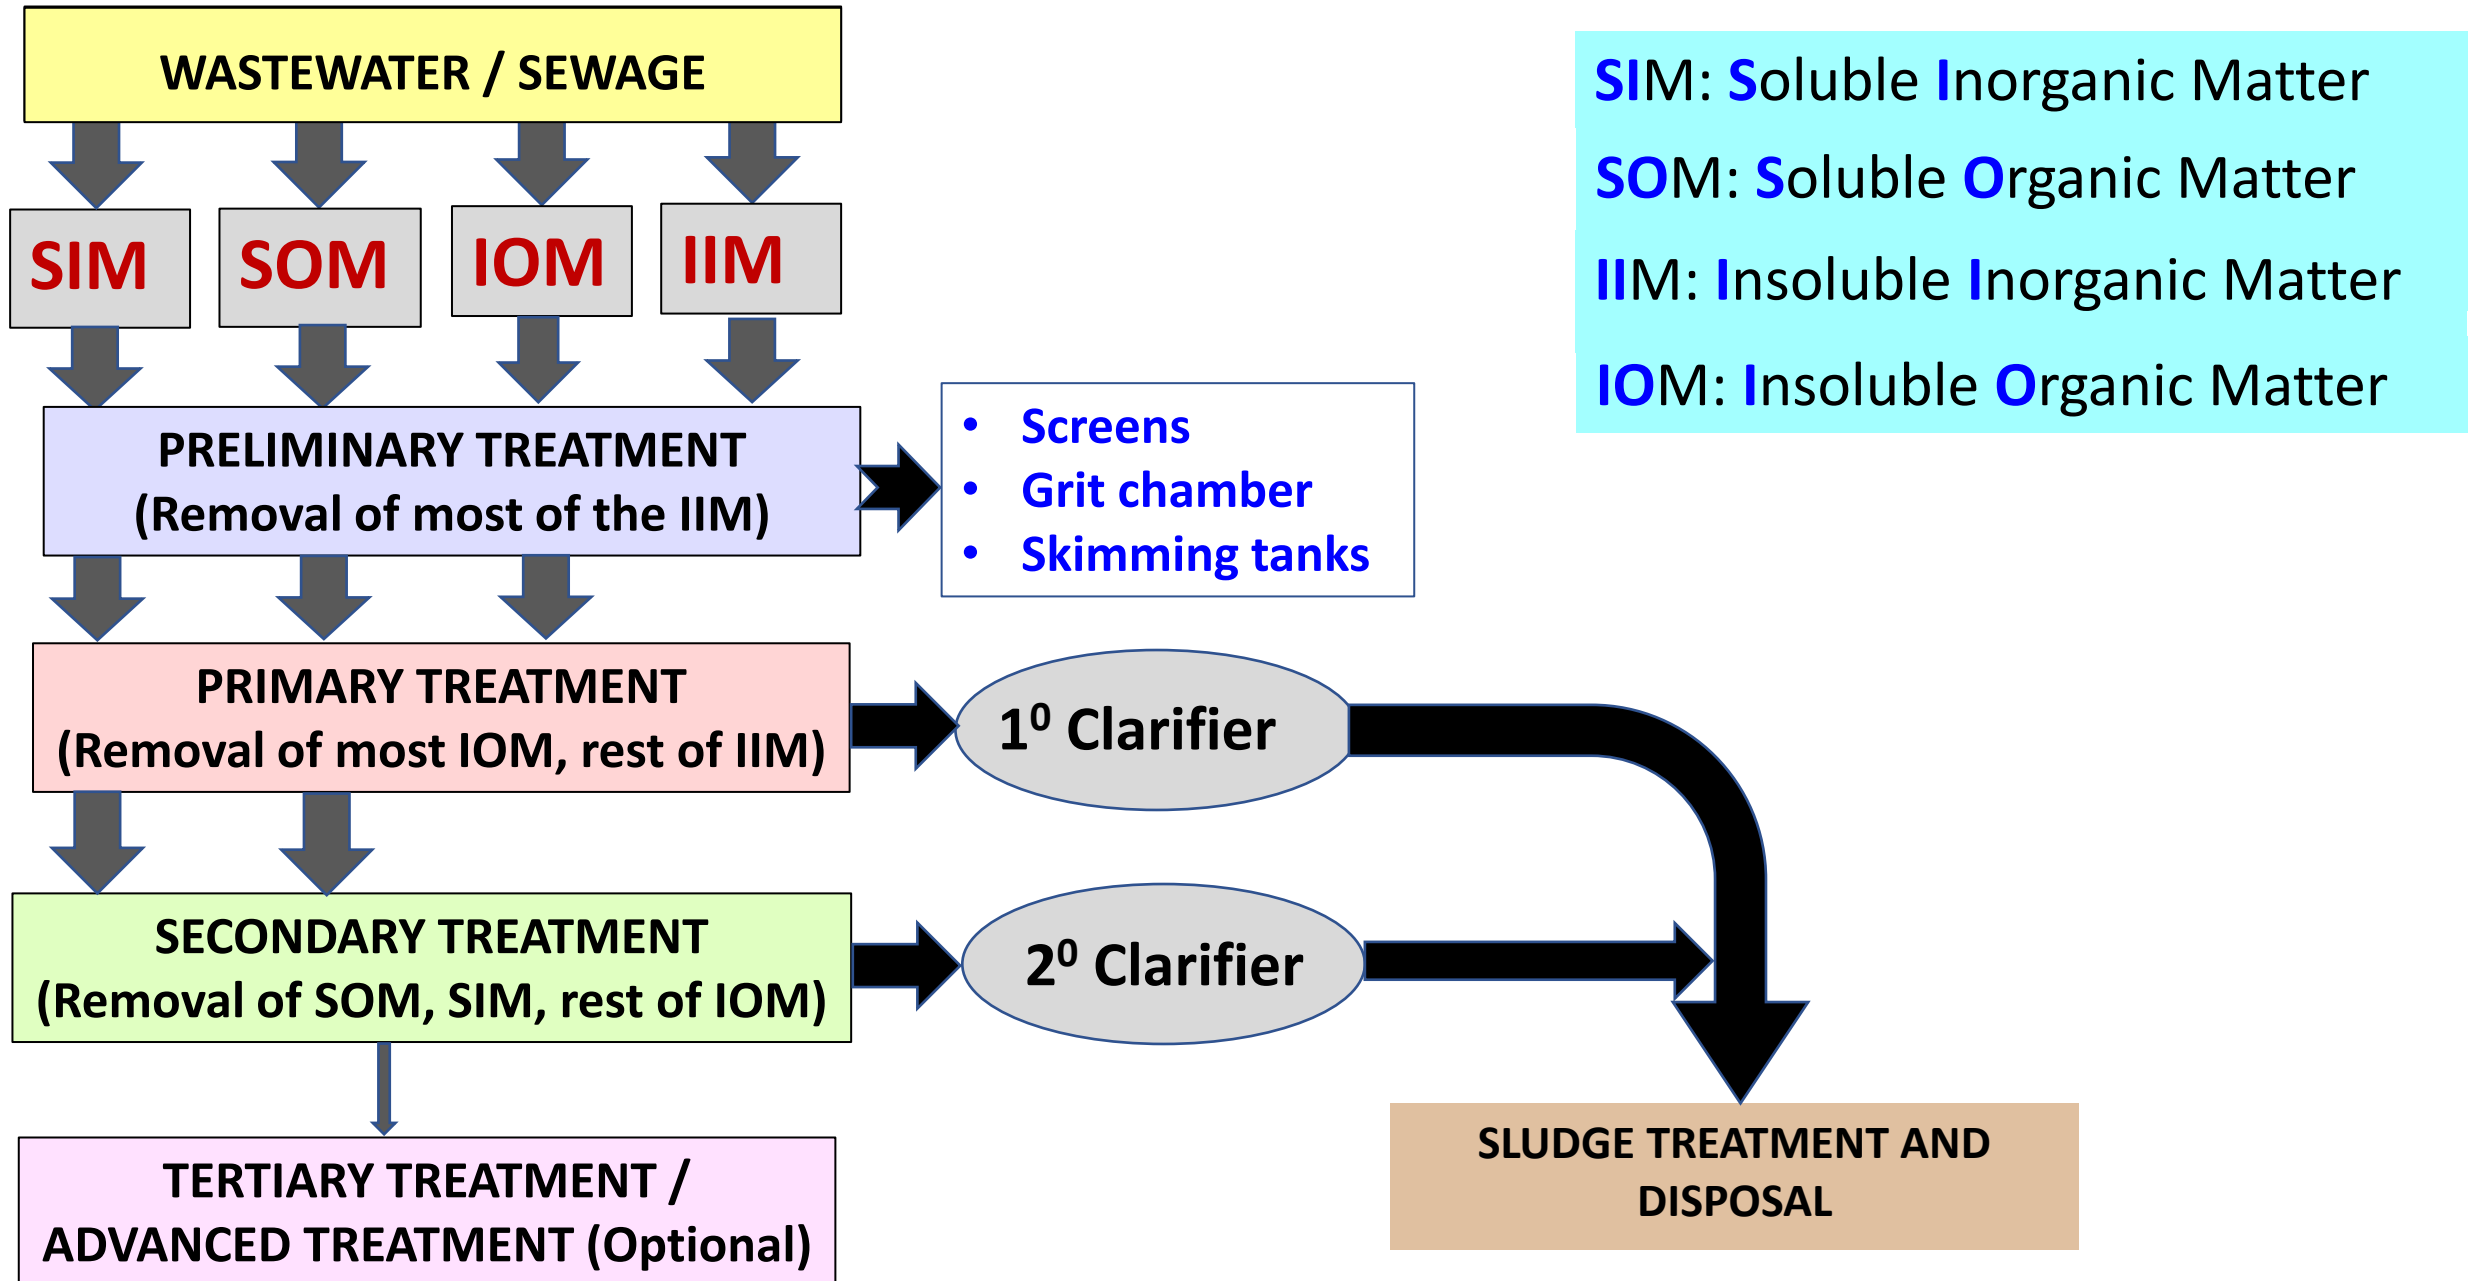 WASTEWATER / SEWAGE
SIM: Soluble Inorganic Matter
SOM: Soluble Organic Matter
IIM: Insoluble Inorganic Matter
IOM: Insoluble Organic Matter
SIM
SOM
IOM
IIM
PRELIMINARY TREATMENT
(Removal of most of the IIM)
• Screens
• Grit chamber
• Skimming tanks
PRIMARY TREATMENT
(Removal of most IOM, rest of IIM)
1⁰ Clarifier
SECONDARY TREATMENT
(Removal of SOM, SIM, rest of IOM)
2⁰ Clarifier
TERTIARY TREATMENT /
ADVANCED TREATMENT (Optional)
SLUDGE TREATMENT AND
DISPOSAL